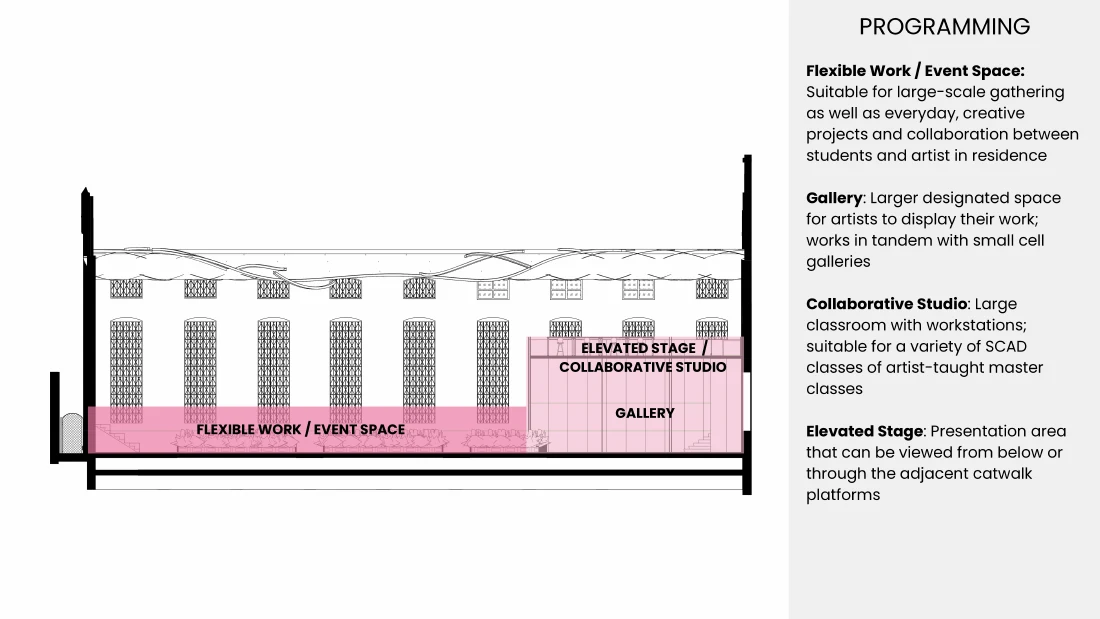 PROGRAMMING
Flexible Work / Event Space:
Suitable for large-scale gathering
as well as everyday, creative
projects and collaboration between
students and artist in residence
Gallery: Larger designated space
for artists to display their work;
works in tandem with small cell
galleries
Collaborative Studio: Large
classroom with workstations;
suitable for a variety of SCAD
classes of artist-taught master
classes
Elevated Stage: Presentation area
that can be viewed from below or
through the adjacent catwalk
platforms
ELEVATED STAGE /
COLLABORATIVE STUDIO
GALLERY
FLEXIBLE WORK / EVENT SPACE